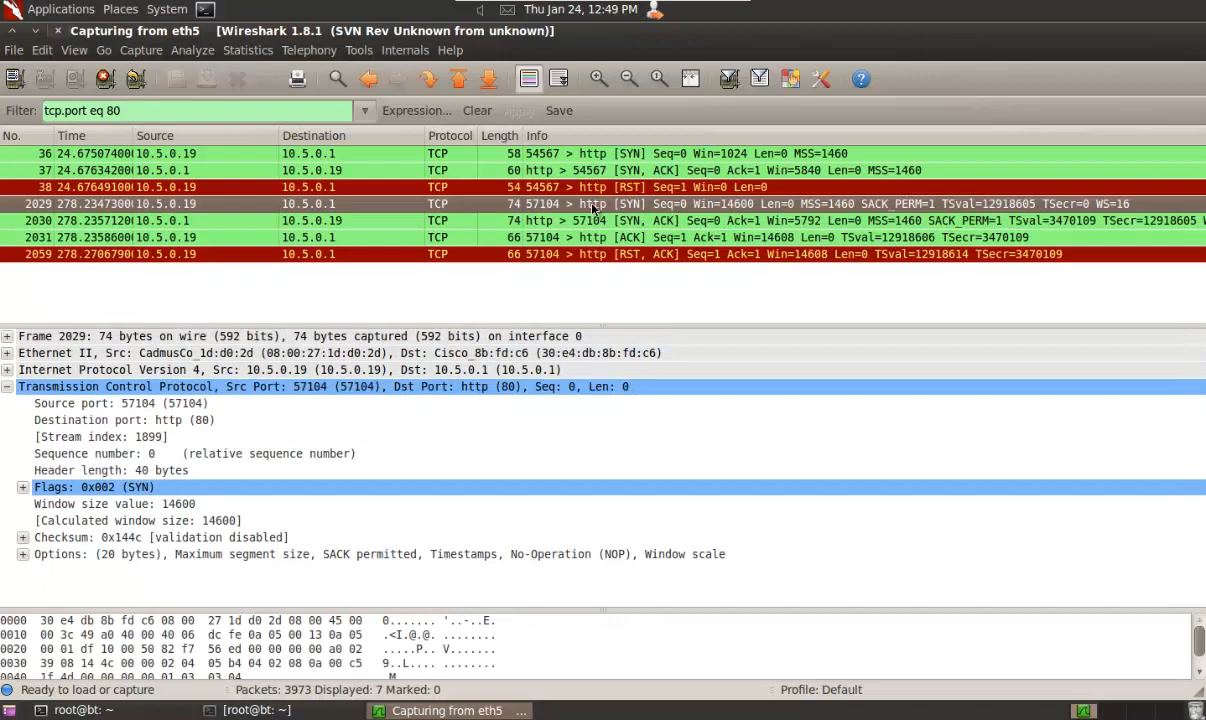 Applications Places System Thu Jan 24, 12:49 PM
Capturing from eth5 [Wireshark 1.8.1 (SVN Rev Unknown from unknown)]
File Edit View Go Capture Analyze Statistics Telephony Tools Internals Help
Filter: tcp.port eq 80 Expression... Clear Apply Save
No. Time Source Destination Protocol Length Info
36 24.67507400 10.5.0.19 10.5.0.1 TCP 58 54567 > http [SYN] Seq=0 Win=1024 Len=0 MSS=1460
37 24.67634200 10.5.0.1 10.5.0.19 TCP 60 http > 54567 [SYN, ACK] Seq=0 Ack=1 Win=5840 Len=0 MSS=1460
38 24.67649100 10.5.0.19 10.5.0.1 TCP 54 54567 > http [RST] Seq=1 Win=0 Len=0
2029 278.2347300 10.5.0.19 10.5.0.1 TCP 74 57104 > http [SYN] Seq=0 Win=14600 Len=0 MSS=1460 SACK_PERM=1 TSval=12918605 TSecr=0 WS=16
2030 278.2357120 10.5.0.1 10.5.0.19 TCP 74 http > 57104 [SYN, ACK] Seq=0 Ack=1 Win=5792 Len=0 MSS=1460 SACK_PERM=1 TSval=3470109 TSecr=12918605 W
2031 278.2358600 10.5.0.19 10.5.0.1 TCP 66 57104 > http [ACK] Seq=1 Ack=1 Win=14608 Len=0 TSval=12918606 TSecr=3470109
2059 278.2706790 10.5.0.19 10.5.0.1 TCP 66 57104 > http [RST, ACK] Seq=1 Ack=1 Win=14608 Len=0 TSval=12918614 TSecr=3470109
Frame 2029: 74 bytes on wire (592 bits), 74 bytes captured (592 bits) on interface 0
Ethernet II, Src: CadmusCo_1d:d0:2d (08:00:27:1d:d0:2d), Dst: Cisco_8b:fd:c6 (30:e4:db:8b:fd:c6)
Internet Protocol Version 4, Src: 10.5.0.19 (10.5.0.19), Dst: 10.5.0.1 (10.5.0.1)
Transmission Control Protocol, Src Port: 57104 (57104), Dst Port: http (80), Seq: 0, Len: 0
Source port: 57104 (57104)
Destination port: http (80)
[Stream index: 1899]
Sequence number: 0 (relative sequence number)
Header length: 40 bytes
Flags: 0x002 (SYN)
Window size value: 14600
[Calculated window size: 14600]
Checksum: 0x144c [validation disabled]
Options: (20 bytes), Maximum segment size, SACK permitted, Timestamps, No-Operation (NOP), Window scale
0000 30 e4 db 8b fd c6 08 00 27 1d d0 2d 08 00 45 00 0....... '..-..E.
0010 00 3c 49 a0 40 00 40 06 dc fe 0a 05 00 13 0a 05 .<I.@.@. ........
0020 00 01 df 10 00 50 82 f7 56 ed 00 00 00 00 a0 02 .....P.. V.......
0030 39 08 14 4c 00 00 02 04 05 b4 04 02 08 0a 00 c5 9..L.... ........
0040 1f 4d 00 00 00 00 01 03 03 04 .M
Ready to load or capture Packets: 3973 Displayed: 7 Marked: 0 Profile: Default
root@bt: ~ [root@bt: ~] Capturing from eth5 ...